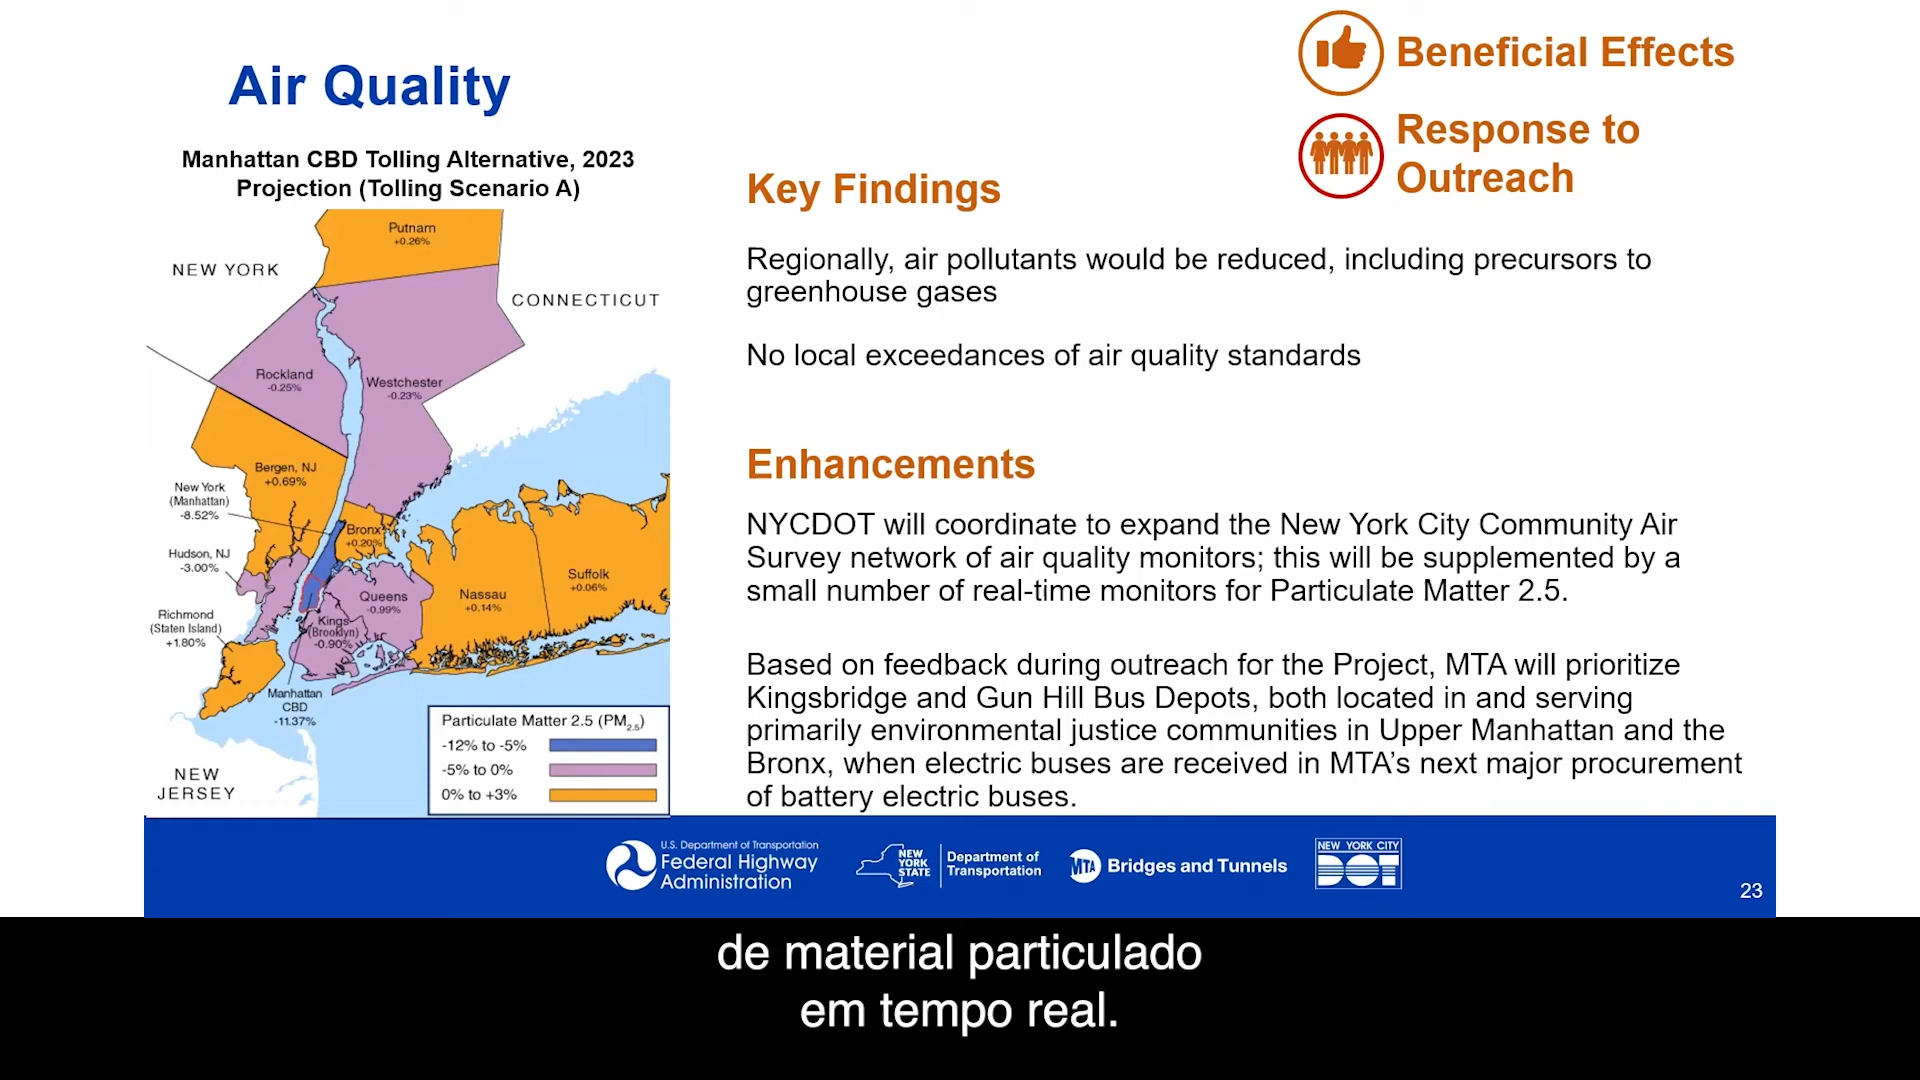 Beneficial Effects
Response to
Outreach
Air Quality
Manhattan CBD Tolling Alternative, 2023
Projection (Tolling Scenario A)
Putnam
+0.26%
NEW YORK
CONNECTICUT
Rockland
-0.25%
Westchester
-0.23%
Bergen, NJ
+0.69%
New York
(Manhattan)
-8.52%
Bronx
+0.20%
Hudson, NJ
-3.00%
Queens
-0.99%
Nassau
+0.14%
Suffolk
+0.06%
Richmond
(Staten Island)
+1.80%
Kings
(Brooklyn)
-0.90%
Manhattan
CBD
-11.37%
NEW
JERSEY
Particulate Matter 2.5 (PM2.5)
-12% to -5%
-5% to 0%
0% to +3%
Key Findings
Regionally, air pollutants would be reduced, including precursors to
greenhouse gases
No local exceedances of air quality standards
Enhancements
NYCDOT will coordinate to expand the New York City Community Air
Survey network of air quality monitors; this will be supplemented by a
small number of real-time monitors for Particulate Matter 2.5.
Based on feedback during outreach for the Project, MTA will prioritize
Kingsbridge and Gun Hill Bus Depots, both located in and serving
primarily environmental justice communities in Upper Manhattan and the
Bronx, when electric buses are received in MTA's next major procurement
of battery electric buses.
U.S. Department of Transportation
Federal Highway
Administration
NEW
YORK
STATE
Department of
Transportation
MTA
Bridges and Tunnels
NEW YORK CITY
DOT
23
de material particulado
em tempo real.